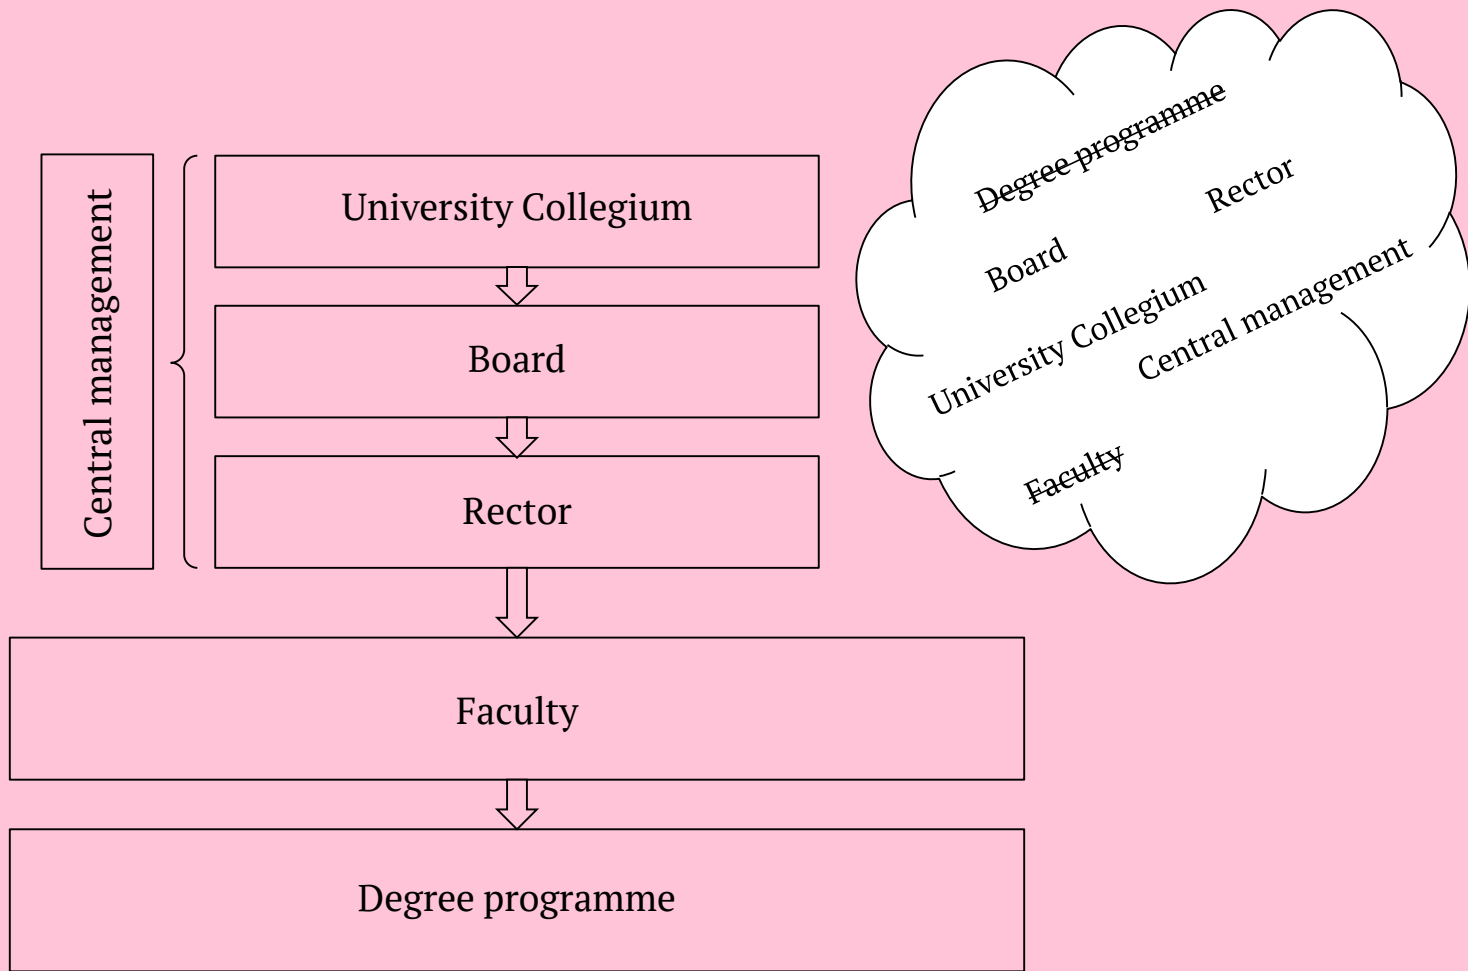 Central management
University Collegium
Board
Rector
Faculty
Degree programme
Degree programme
Rector
Board
University Collegium
Central management
Faculty